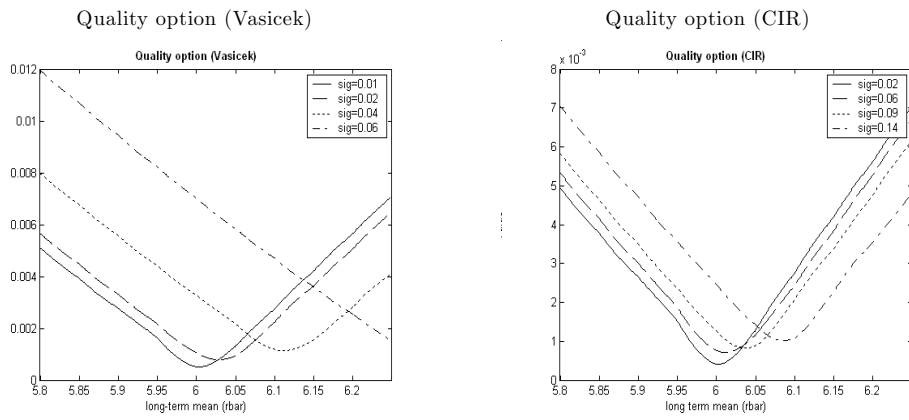 Quality option (Vasicek)
Quality option (CIR)
Quality option (Vasicek)
0.012
0.01
0.008
0.006
0.004
0.002
0
5.8
5.85
5.9
5.95
6
6.05
6.1
6.15
6.2
long-term mean (rbar)
sig=0.01
sig=0.02
sig=0.04
sig=0.06
Quality option (CIR)
x 10-3
8
7
6
5
4
3
2
1
0
5.8
5.85
5.9
5.95
6
6.05
6.1
6.15
6.2
long-term mean (rbar)
sig=0.02
sig=0.06
sig=0.09
sig=0.14